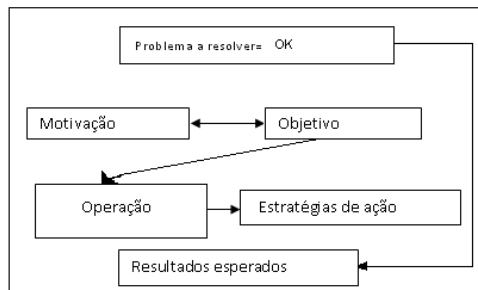 Problema a resolver= OK
Motivação
Objetivo
Operação
Estratégias de ação
Resultados esperados